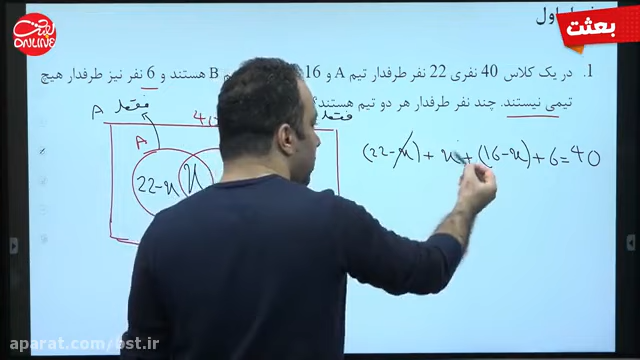 بعثت
لتیت
ONLINE
اول
1. در یک کلاس 40 نفری 22 نفر طرفدار تیم A و 16 م B هستند و 6 نفر نیز طرفدار هیچ
تیمی نیستند. چند نفر طرفدار هر دو تیم هستند؟
فقط A
فقط
40
A
22-x x
(22-x) + x + (16-x) + 6 = 40
aparat.com/bst.ir